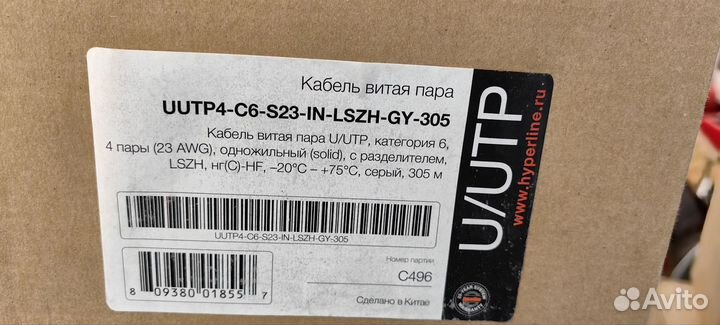 Кабель витая пара
UUTP4-C6-S23-IN-LSZH-GY-305
Кабель витая пара U/UTP, категория 6,
4 пары (23 AWG), одножильный (solid), с разделителем,
LSZH, нг(C)-HF, –20°C – +75°C, серый, 305 м
UUTP4-C6-S23-IN-LSZH-GY-305
Номер партии
C496
8 09380 01855 7
Сделано в Китае
U/UTP
www.hyperline.ru
Avito